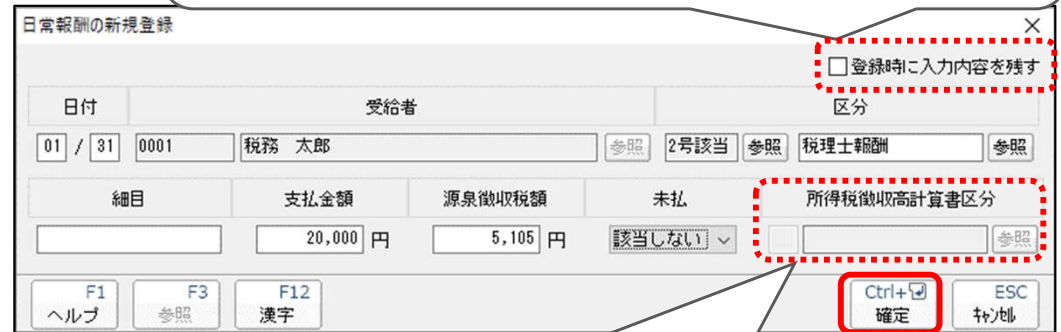 日常報酬の新規登録
登録時に入力内容を残す
日付 受給者 区分
01 / 31 0001 税務 太郎 参照 2号該当 参照 税理士報酬 参照
細目 支払金額 源泉徴収税額 未払 所得税徴収高計算書区分
20,000 円 5,105 円 該当しない 参照
F1 F3 F12 Ctrl+ ESC
ヘルプ 参照 漢字 確定 キャンセル